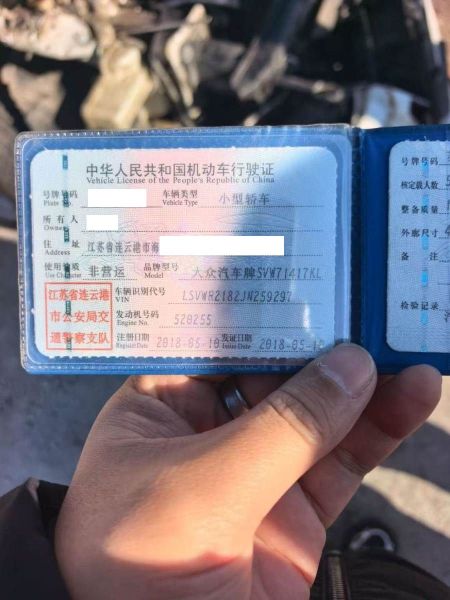 中华人民共和国机动车行驶证
Vehicle License of the People's Republic of China
号牌号码 车辆类型 小型轿车
Plate No. Vehicle Type
所有人
Owner
住址 江苏省连云港市海
Address
使用性质 非营运 品牌型号 大众汽车牌SVW71417KL
Use Character Model
江苏省连云港
市公安局交
通警察支队
车辆识别代号 LSVWR2182JN259297
VIN
发动机号码 520255
Engine No.
注册日期 2018-05-10 发证日期 2018-05-1
Register Date Issue Date
号牌号码
核定载人数
整备质量
外廓尺寸
备注
检验记录